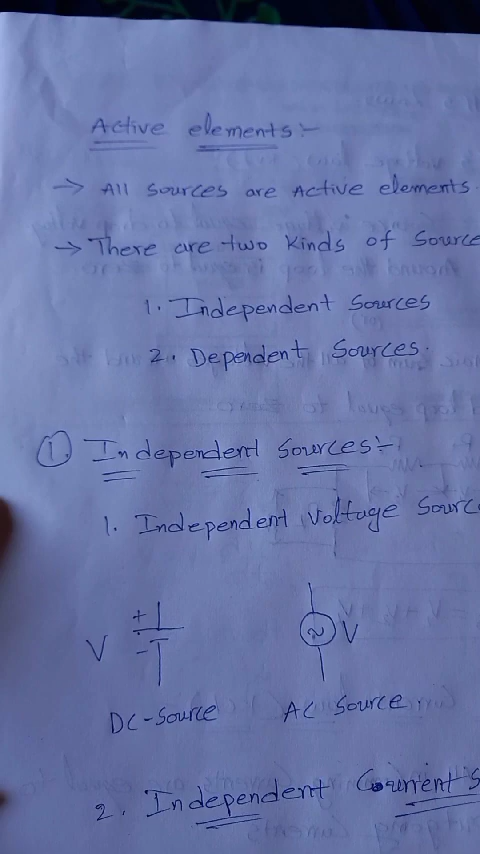 Active elements:-
→ All sources are Active elements.
→ There are two kinds of Source
1. Independent Sources
2. Dependent Sources.
① Independent Sources:-
1. Independent Voltage Sourc
+
V
-
V
DC-Source
AC Source.
2. Independent Current S